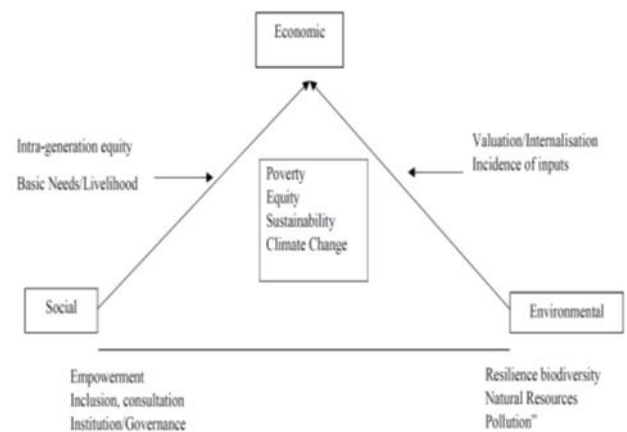 Economic
Intra-generation equity
Basic Needs/Livelihood
Valuation/Internalisation
Incidence of inputs
Poverty
Equity
Sustainability
Climate Change
Social
Environmental
Empowerment
Inclusion, consultation
Institution/Governance
Resilience biodiversity
Natural Resources
Pollution”